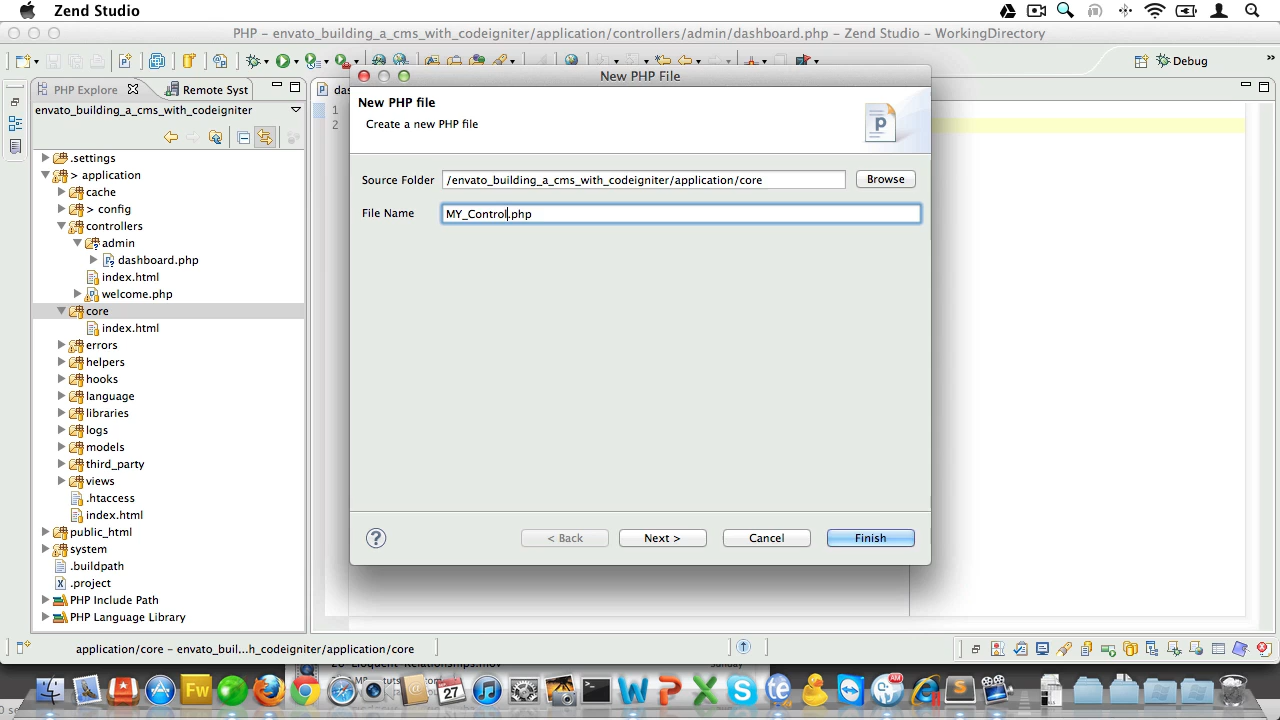 Zend Studio
PHP - envato_building_a_cms_with_codeigniter/application/controllers/admin/dashboard.php - Zend Studio - WorkingDirectory
Debug
»
PHP Explore
Remote Syst
envato_building_a_cms_with_codeigniter
.settings
> application
cache
> config
controllers
admin
dashboard.php
index.html
welcome.php
core
index.html
errors
helpers
hooks
language
libraries
logs
models
third_party
views
.htaccess
index.html
public_html
system
.buildpath
.project
PHP Include Path
PHP Language Library
1
2
New PHP File
New PHP file
Create a new PHP file
Source Folder
/envato_building_a_cms_with_codeigniter/application/core
Browse
File Name
MY_Control.php
?
< Back
Next >
Cancel
Finish
application/core - envato_buil...h_codeigniter/application/core
Fw
27